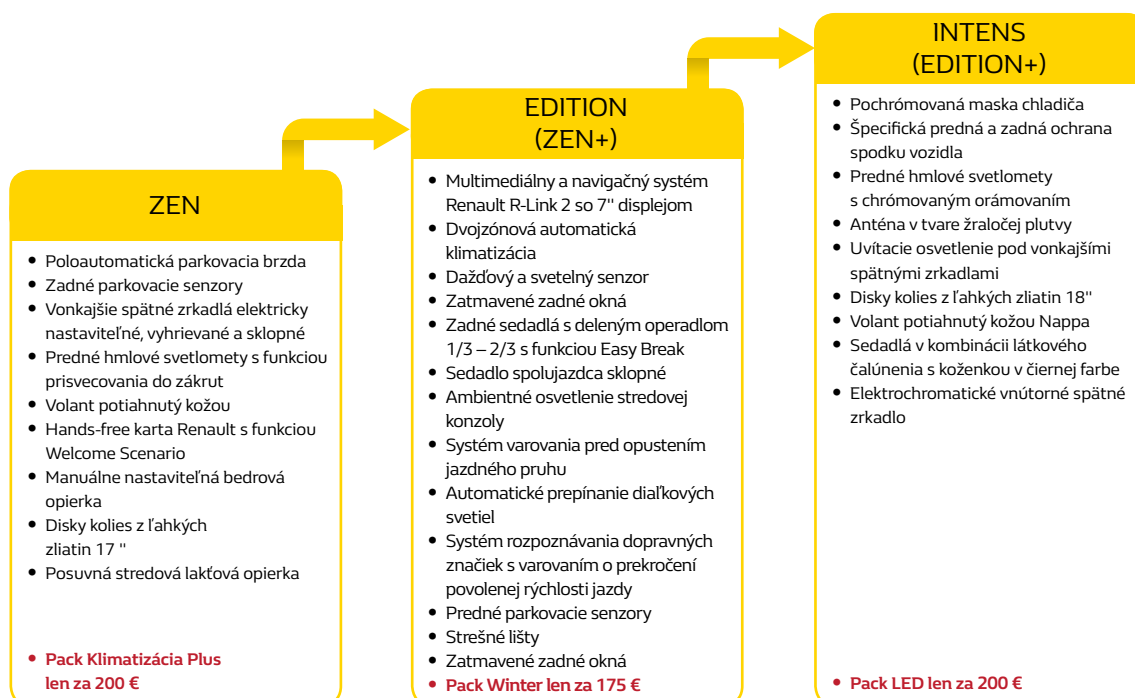 ZEN
Poloautomatická parkovacia brzda
Zadné parkovacie senzory
Vonkajšie spätné zrkadlá elektricky
nastaviteľné, vyhrievané a sklopné
Predné hmlové svetlomety s funkciou
prisvecovania do zákrut
Volant potiahnutý kožou
Hands-free karta Renault s funkciou
Welcome Scenario
Manuálne nastaviteľná bedrová
opierka
Disky kolies z ľahkých
zliatin 17 "
Posuvná stredová lakťová opierka
Pack Klimatizácia Plus
len za 200 €
EDITION
(ZEN+)
Multimediálny a navigačný systém
Renault R-Link 2 so 7" displejom
Dvojzónová automatická
klimatizácia
Dažďový a svetelný senzor
Zatmavené zadné okná
Zadné sedadlá s deleným operadlom
1/3 – 2/3 s funkciou Easy Break
Sedadlo spolujazdca sklopné
Ambientné osvetlenie stredovej
konzoly
Systém varovania pred opustením
jazdného pruhu
Automatické prepínanie diaľkových
svetiel
Systém rozpoznávania dopravných
značiek s varovaním o prekročení
povolenej rýchlosti jazdy
Predné parkovacie senzory
Strešné lišty
Zatmavené zadné okná
Pack Winter len za 175 €
INTENS
(EDITION+)
Pochrómovaná maska chladiča
Špecifická predná a zadná ochrana
spodku vozidla
Predné hmlové svetlomety
s chrómovaným orámovaním
Anténa v tvare žraločej plutvy
Uvítacie osvetlenie pod vonkajšími
spätnými zrkadlami
Disky kolies z ľahkých zliatin 18"
Volant potiahnutý kožou Nappa
Sedadlá v kombinácii látkového
čalúnenia s koženkou v čiernej farbe
Elektrochromatické vnútorné spätné
zrkadlo
Pack LED len za 200 €